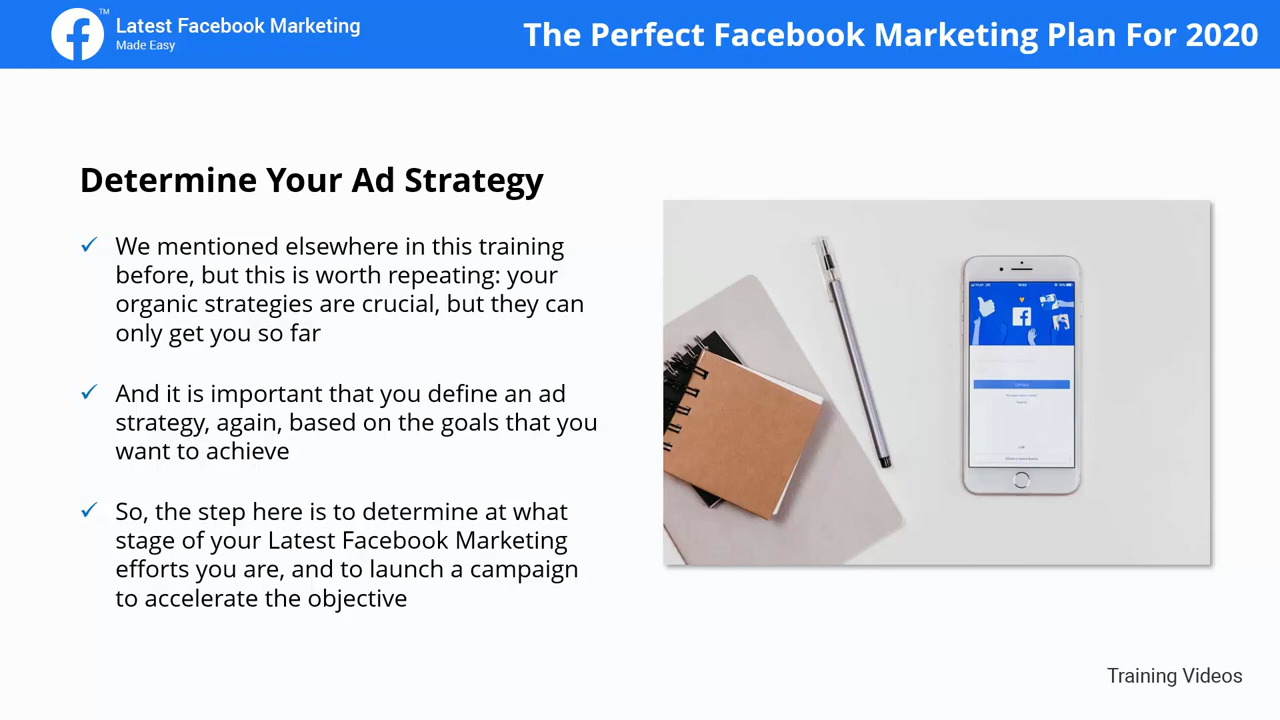 TM
Latest Facebook Marketing
Made Easy
The Perfect Facebook Marketing Plan For 2020
Determine Your Ad Strategy
We mentioned elsewhere in this training
before, but this is worth repeating: your
organic strategies are crucial, but they can
only get you so far
And it is important that you define an ad
strategy, again, based on the goals that you
want to achieve
So, the step here is to determine at what
stage of your Latest Facebook Marketing
efforts you are, and to launch a campaign
to accelerate the objective
Training Videos